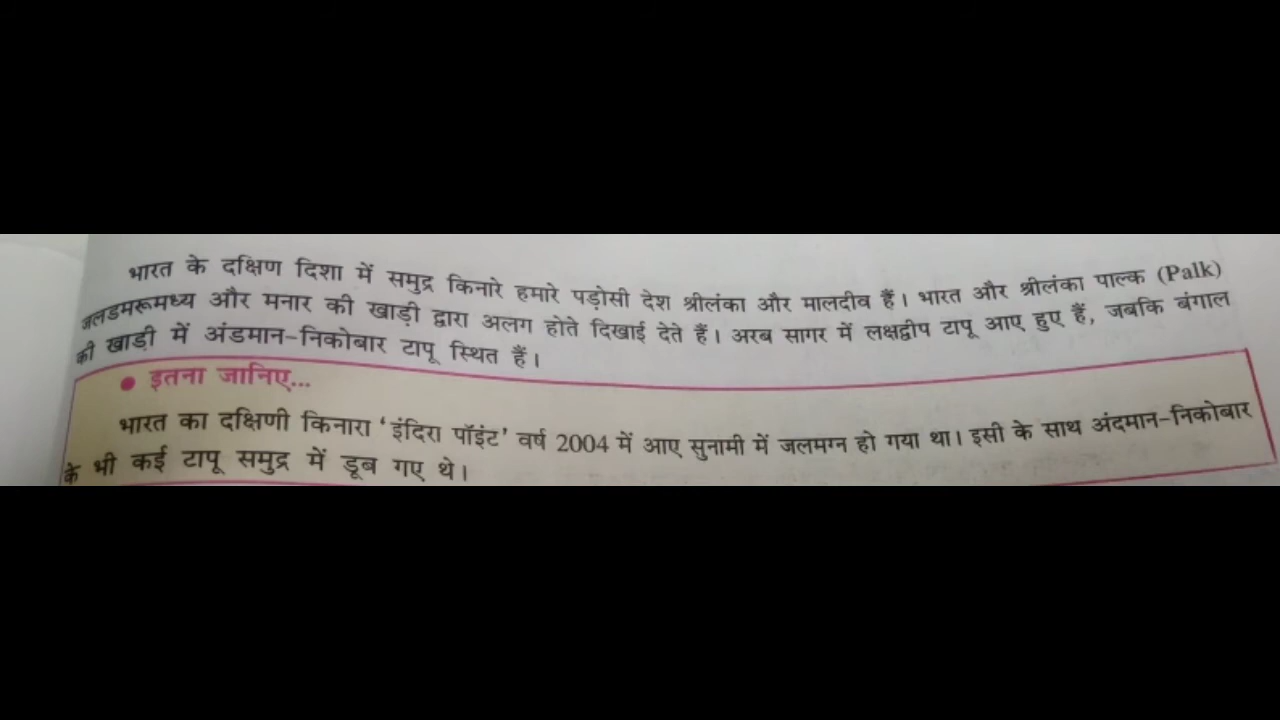 भारत के दक्षिण दिशा में समुद्र किनारे हमारे पड़ोसी देश श्रीलंका और मालदीव हैं। भारत और श्रीलंका पाल्क (Palk)
जलडमरूमध्य और मनार की खाड़ी द्वारा अलग होते दिखाई देते हैं। अरब सागर में लक्षद्वीप टापू आए हुए हैं, जबकि बंगाल
की खाड़ी में अंडमान-निकोबार टापू स्थित हैं।
● इतना जानिए...
भारत का दक्षिणी किनारा ‘इंदिरा पॉइंट’ वर्ष 2004 में आए सुनामी में जलमग्न हो गया था। इसी के साथ अंदमान-निकोबार
के भी कई टापू समुद्र में डूब गए थे।